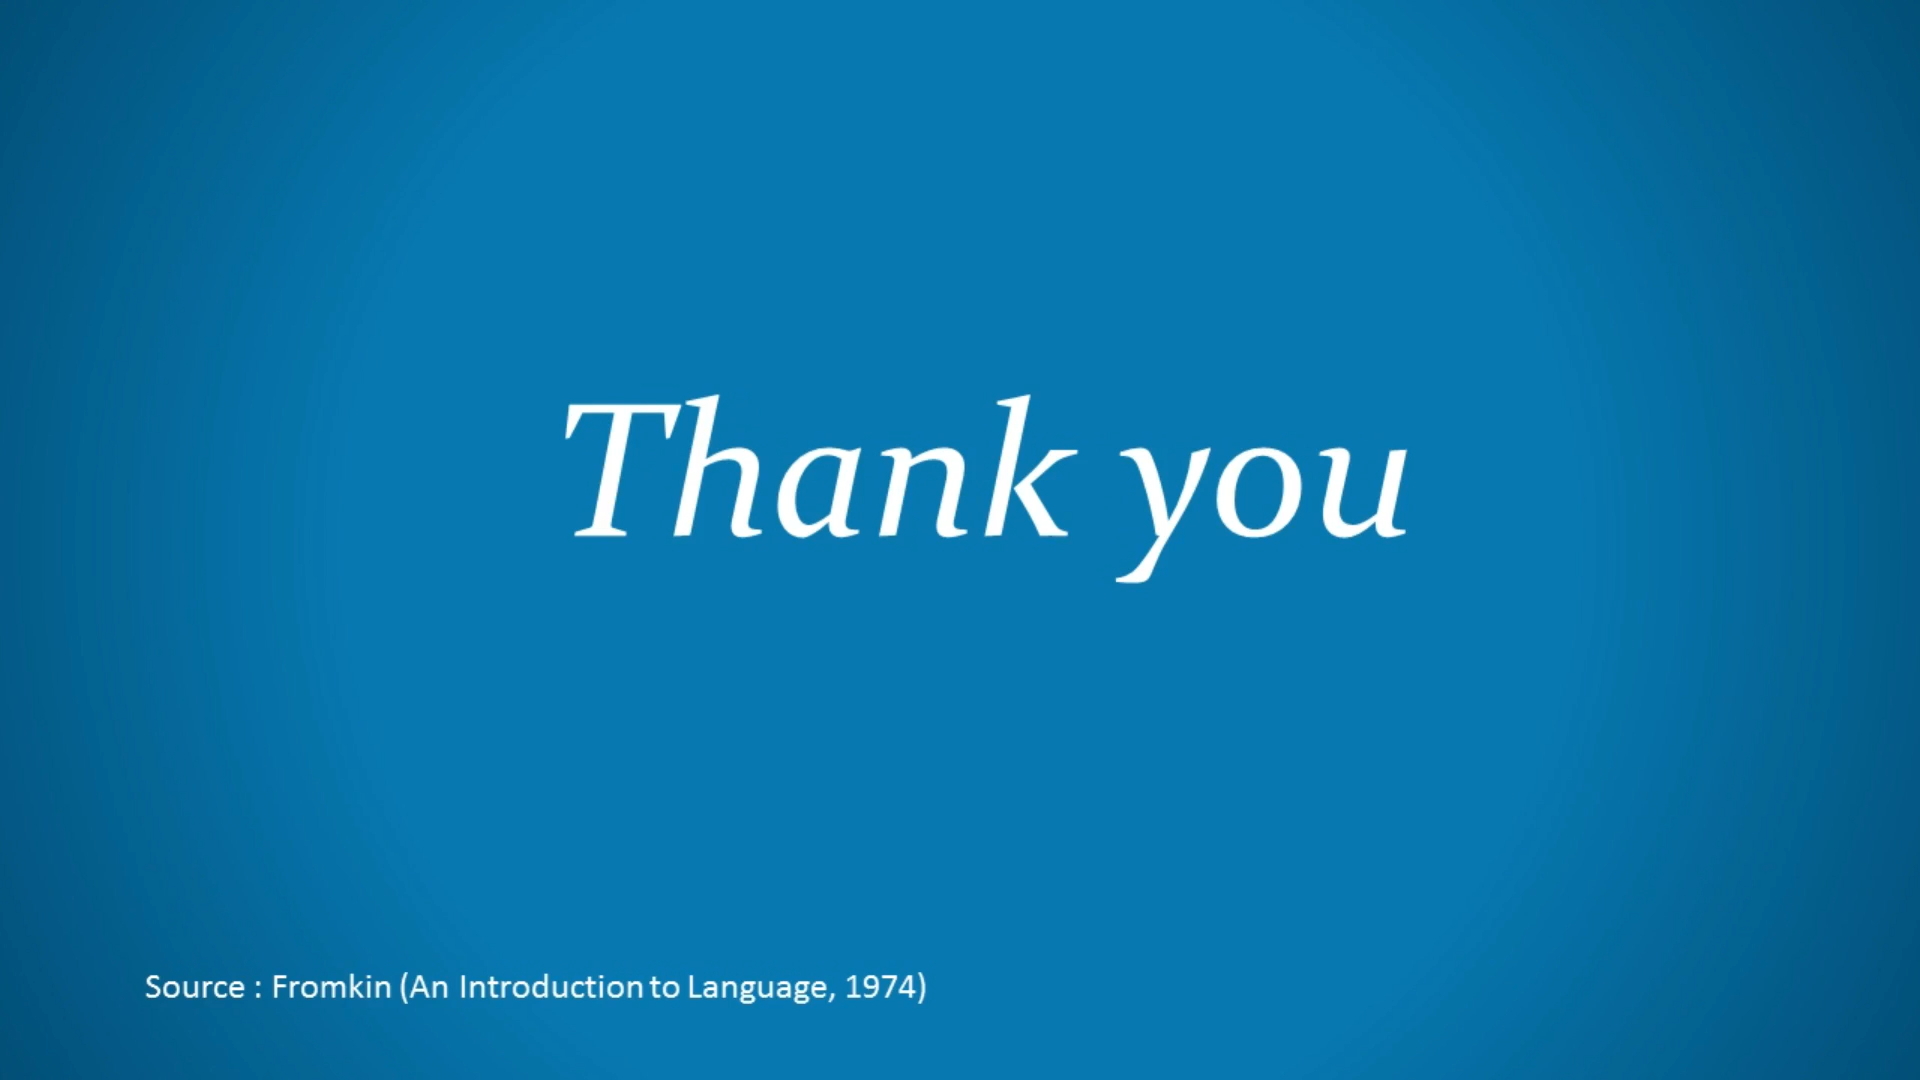 Thank you
Source : Fromkin (An Introduction to Language, 1974)